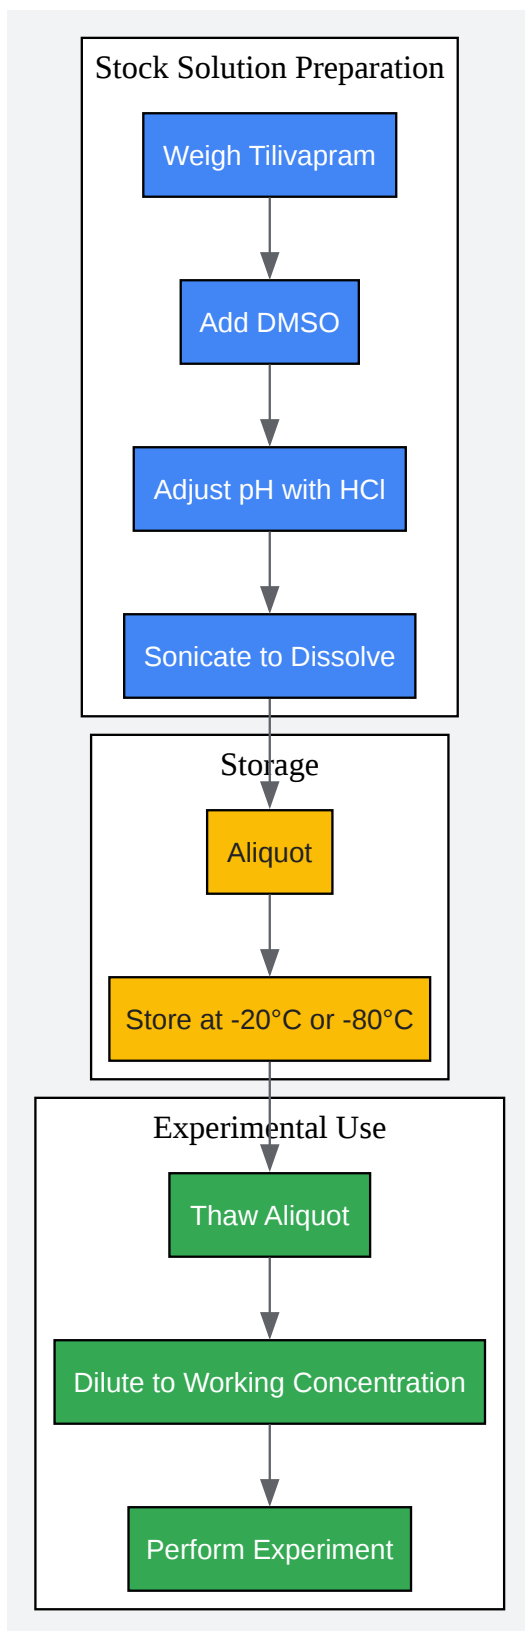 Stock Solution Preparation
Weigh Tilivapram
Add DMSO
Adjust pH with HCl
Sonicate to Dissolve
Storage
Aliquot
Store at -20°C or -80°C
Experimental Use
Thaw Aliquot
Dilute to Working Concentration
Perform Experiment